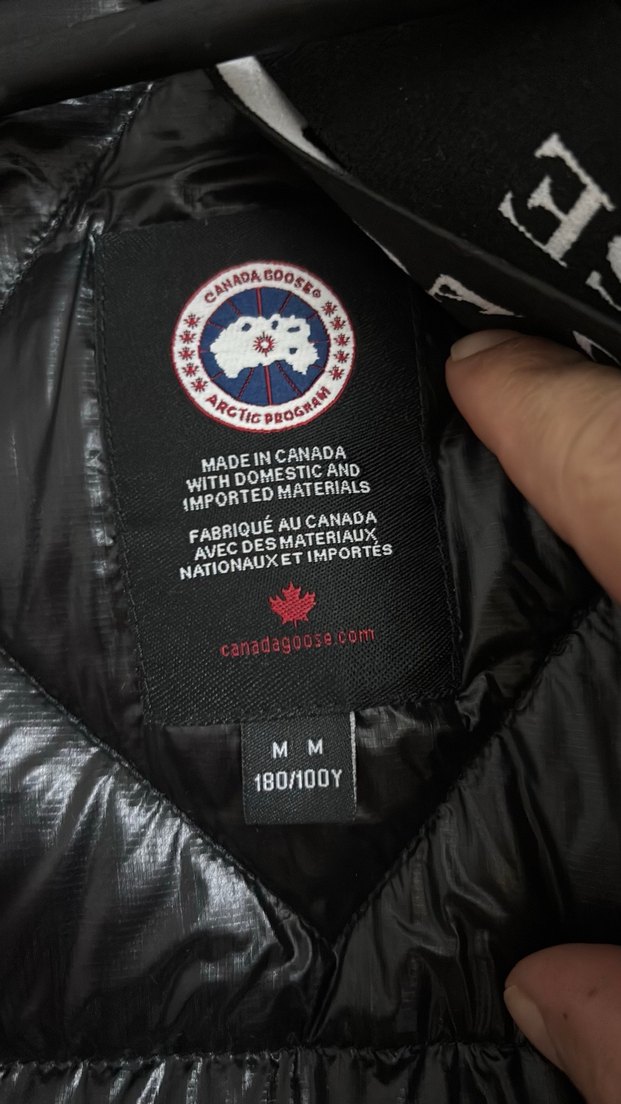 CANADA GOOSE®
ARCTIC PROGRAM
MADE IN CANADA
WITH DOMESTIC AND
IMPORTED MATERIALS
FABRIQUÉ AU CANADA
AVEC DES MATERIAUX
NATIONAUX ET IMPORTÉS
canadagoose.com
M M
180/100Y